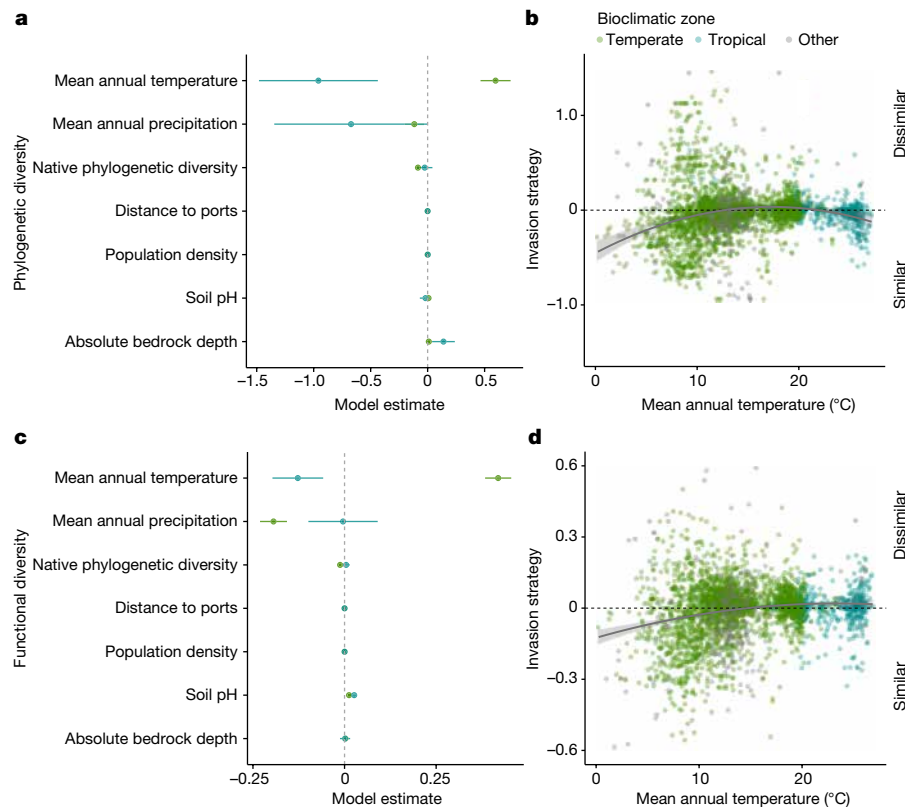 a
Phylogenetic diversity
Mean annual temperature
Mean annual precipitation
Native phylogenetic diversity
Distance to ports
Population density
Soil pH
Absolute bedrock depth
−1.5 −1.0 −0.5 0 0.5
Model estimate
b
Bioclimatic zone
Temperate Tropical Other
Invasion strategy
1.0
0
−1.0
Dissimilar
Similar
0 10 20
Mean annual temperature (°C)
c
Functional diversity
Mean annual temperature
Mean annual precipitation
Native phylogenetic diversity
Distance to ports
Population density
Soil pH
Absolute bedrock depth
−0.25 0 0.25
Model estimate
d
Invasion strategy
0.6
0.3
0
−0.3
−0.6
Dissimilar
Similar
0 10 20
Mean annual temperature (°C)